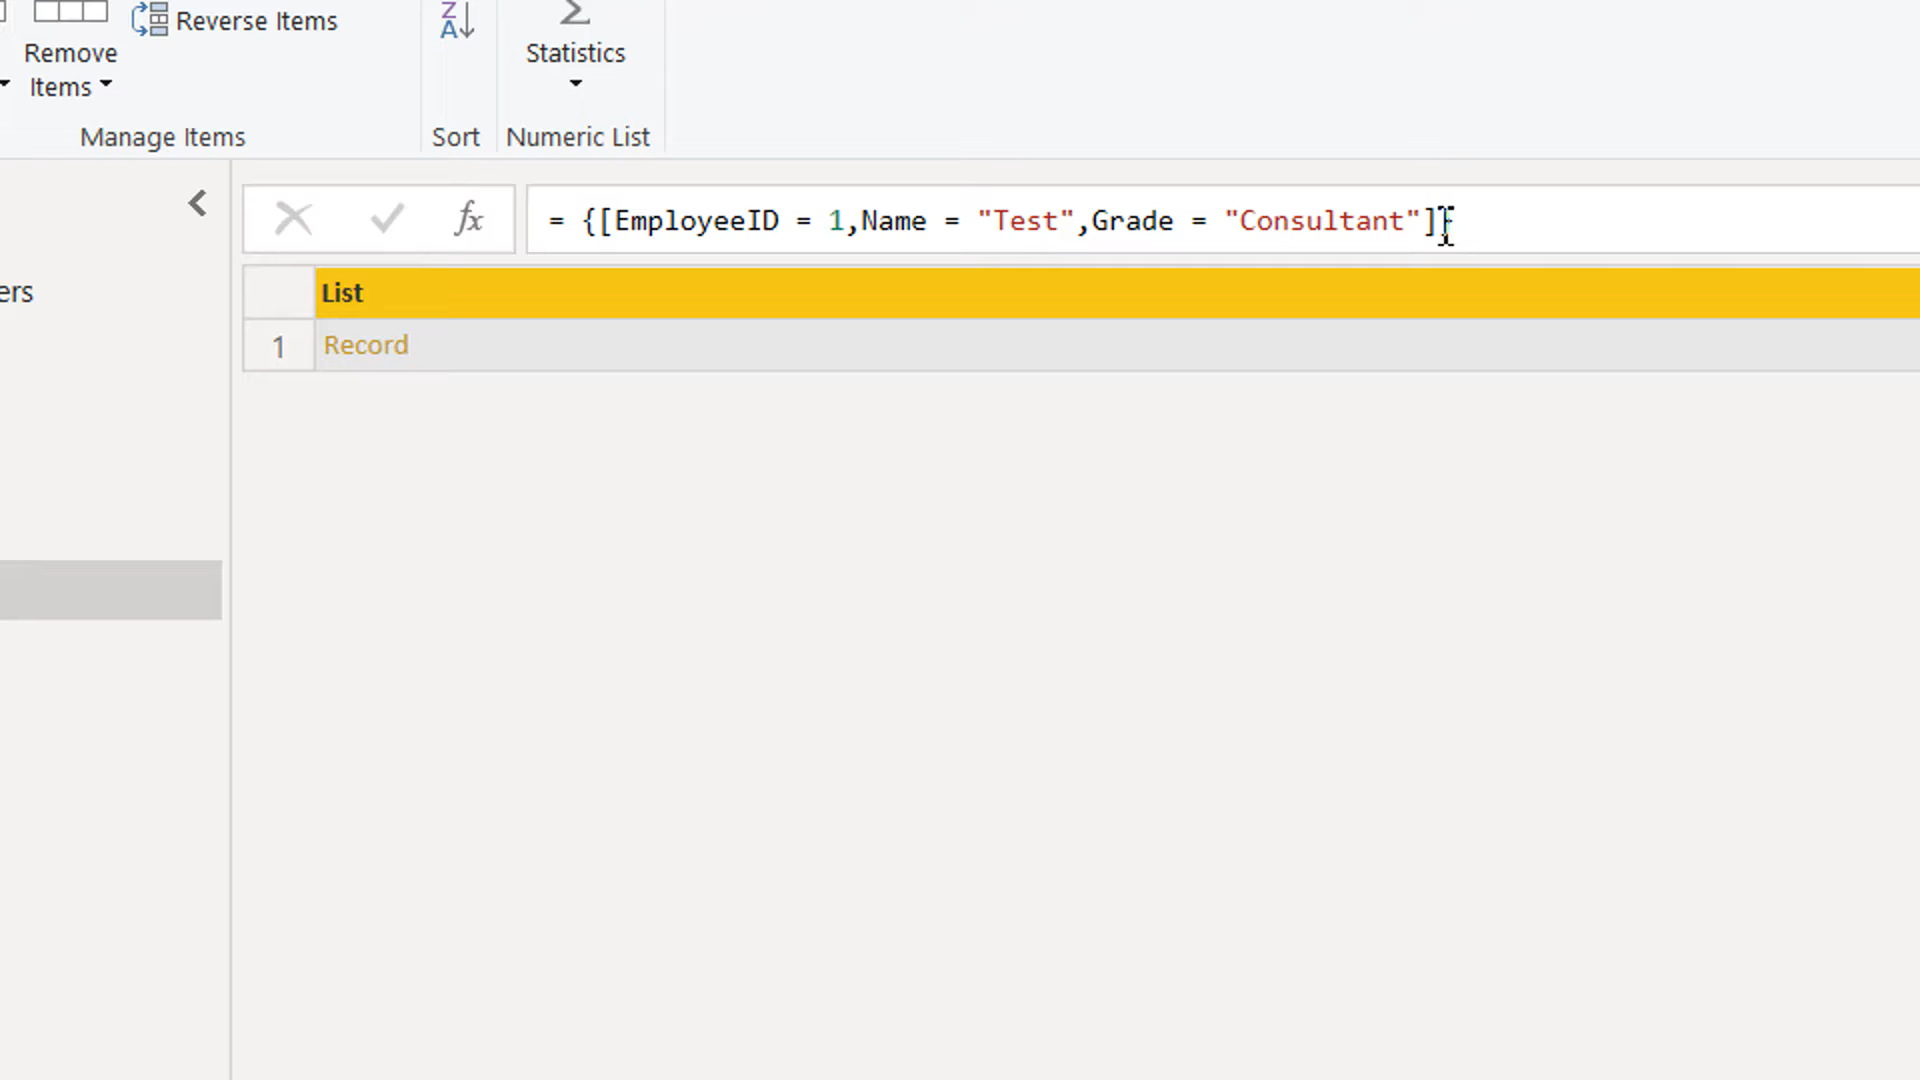 Reverse Items
Remove
Items
Z
A
Σ
Statistics
Manage Items
Sort
Numeric List
fx
= {[EmployeeID = 1,Name = "Test",Grade = "Consultant"]}
ers
List
1
Record